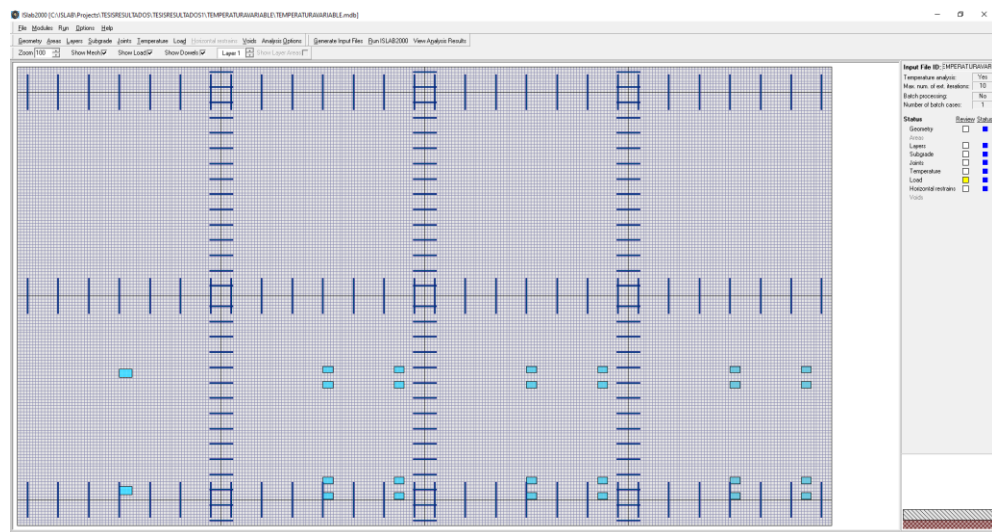 ISlab2000 [C:\ISLAB\Projects\TESISRESULTADOS\TESISRESULTADOS1\TEMPERATURAVARIABLE\TEMPERATURAVARIABLE.mdb]
File Modules Run Options Help
Geometry Areas Layers Subgrade Joints Temperature Load Horizontal restrains Voids Analysis Options Generate Input Files Run ISLAB2000 View Analysis Results
Zoom 100 Show Mesh Show Load Show Dowels Layer 1 Show Layer Areas
Input File ID: EMPERATURAVAR
Temperature analysis: Yes
Max. num. of ext. iterations: 10
Batch processing: No
Number of batch cases: 1
Status Review Status
Geometry
Areas
Layers
Subgrade
Joints
Temperature
Load
Horizontal restrains
Voids